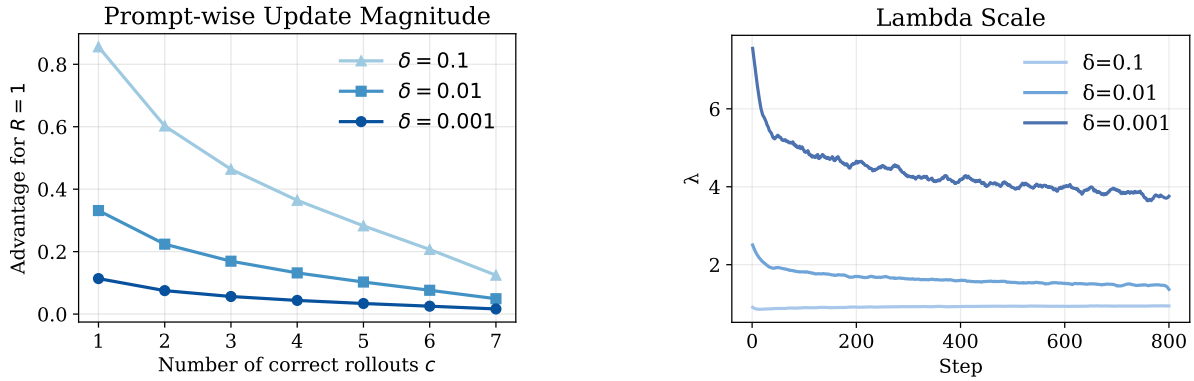 Prompt-wise Update Magnitude
Advantage for R = 1
0.8
0.6
0.4
0.2
0.0
δ = 0.1
δ = 0.01
δ = 0.001
1 2 3 4 5 6 7
Number of correct rollouts c
Lambda Scale
λ
6
4
2
δ=0.1
δ=0.01
δ=0.001
0 200 400 600 800
Step